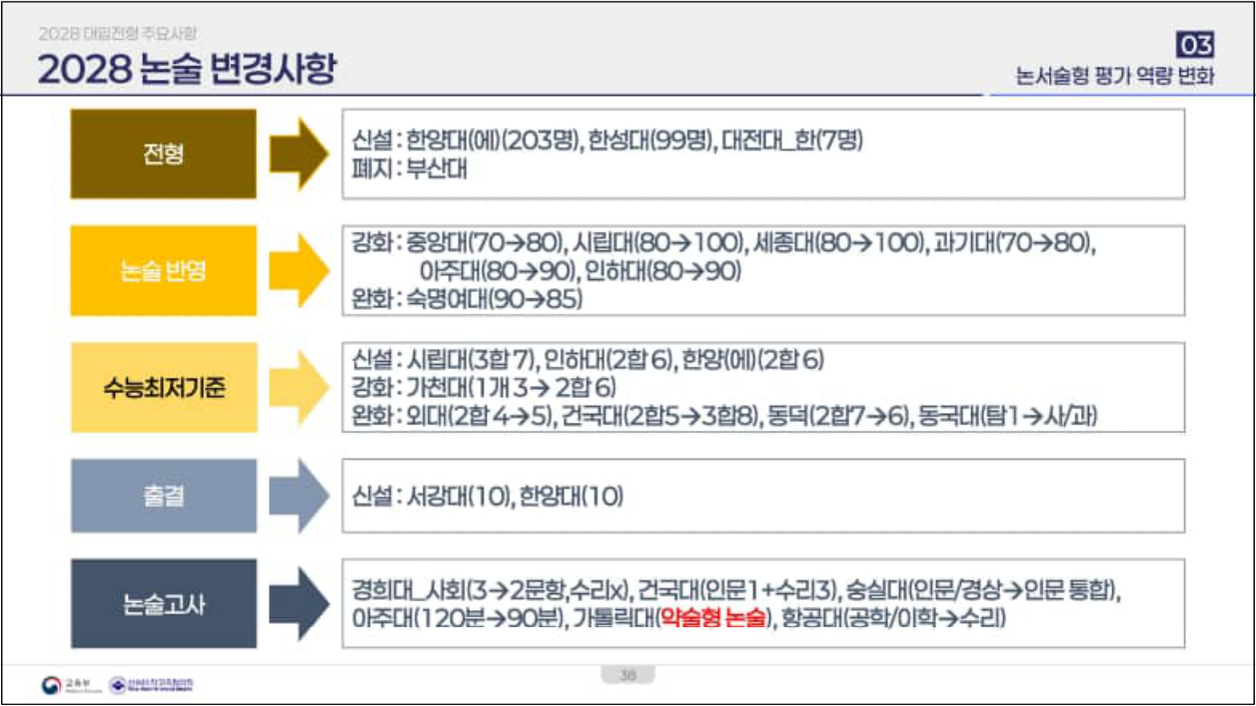 2028 대입전형 주요사항
2028 논술 변경사항
03
논서술형 평가 역량 변화
전형
신설 : 한양대(에)(203명), 한성대(99명), 대전대_한(7명)
폐지 : 부산대
논술 반영
강화 : 중앙대(70→80), 시립대(80→100), 세종대(80→100), 과기대(70→80),
아주대(80→90), 인하대(80→90)
완화 : 숙명여대(90→85)
수능최저기준
신설 : 시립대(3합 7), 인하대(2합 6), 한양(에)(2합 6)
강화 : 가천대(1개 3→ 2합 6)
완화 : 외대(2합 4→5), 건국대(2합5→3합8), 동덕(2합7→6), 동국대(탐1→사/과)
출결
신설 : 서강대(10), 한양대(10)
논술고사
경희대_사회(3→2문항,수리x), 건국대(인문1+수리3), 숭실대(인문/경상→인문 통합),
아주대(120분→90분), 가톨릭대(약술형 논술), 항공대(공학/이학→수리)
38
교육부